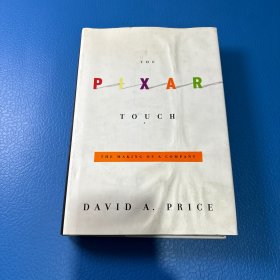 THE
PIXAR
TOUCH
THE MAKING OF A COMPANY
DAVID A. PRICE